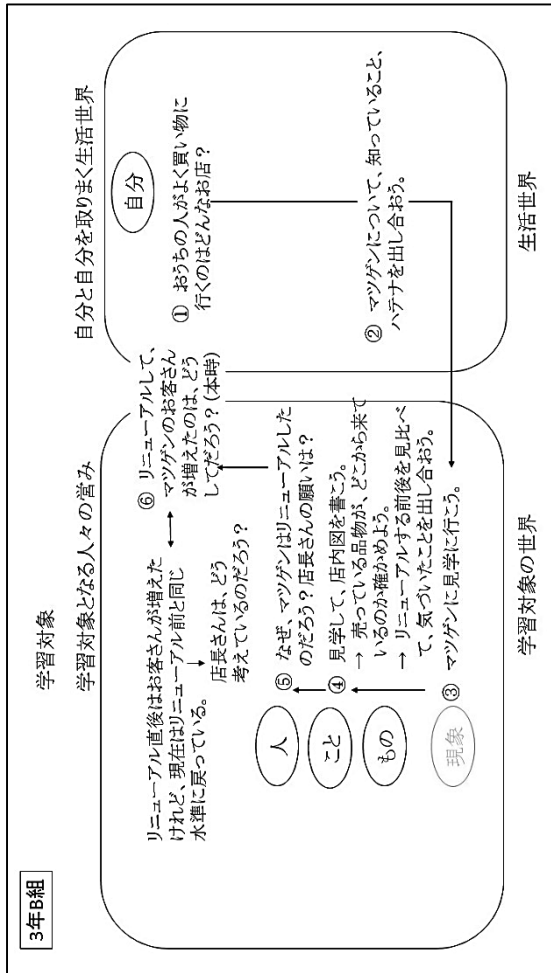 3年B組
学習対象
学習対象となる人々の営み
自分と自分を取りまく生活世界
リニューアル直後はお客さんが増えた
けれど、現在はリニューアル前と同じ
水準に戻っている。
店長さんは、どう
考えているのだろう?
⑥ リニューアルして、
マツゲンのお客さん
が増えたのは、どう
してだろう?(本時)
自分
① おうちの人がよく買い物に
行くのはどんなお店?
人
こと
もの
現象
⑤ なぜ、マツゲンはリニューアルした
のだろう?店長さんの願いは?
④ 見学して、店内図を書こう。
→ 売っている品物が、どこから来て
いるのか確かめよう。
→ リニューアルする前後を見比べ
て、気づいたことを出し合おう。
③ マツゲンに見学に行こう。
② マツゲンについて、知っていること、
ハテナを出し合おう。
学習対象の世界
生活世界